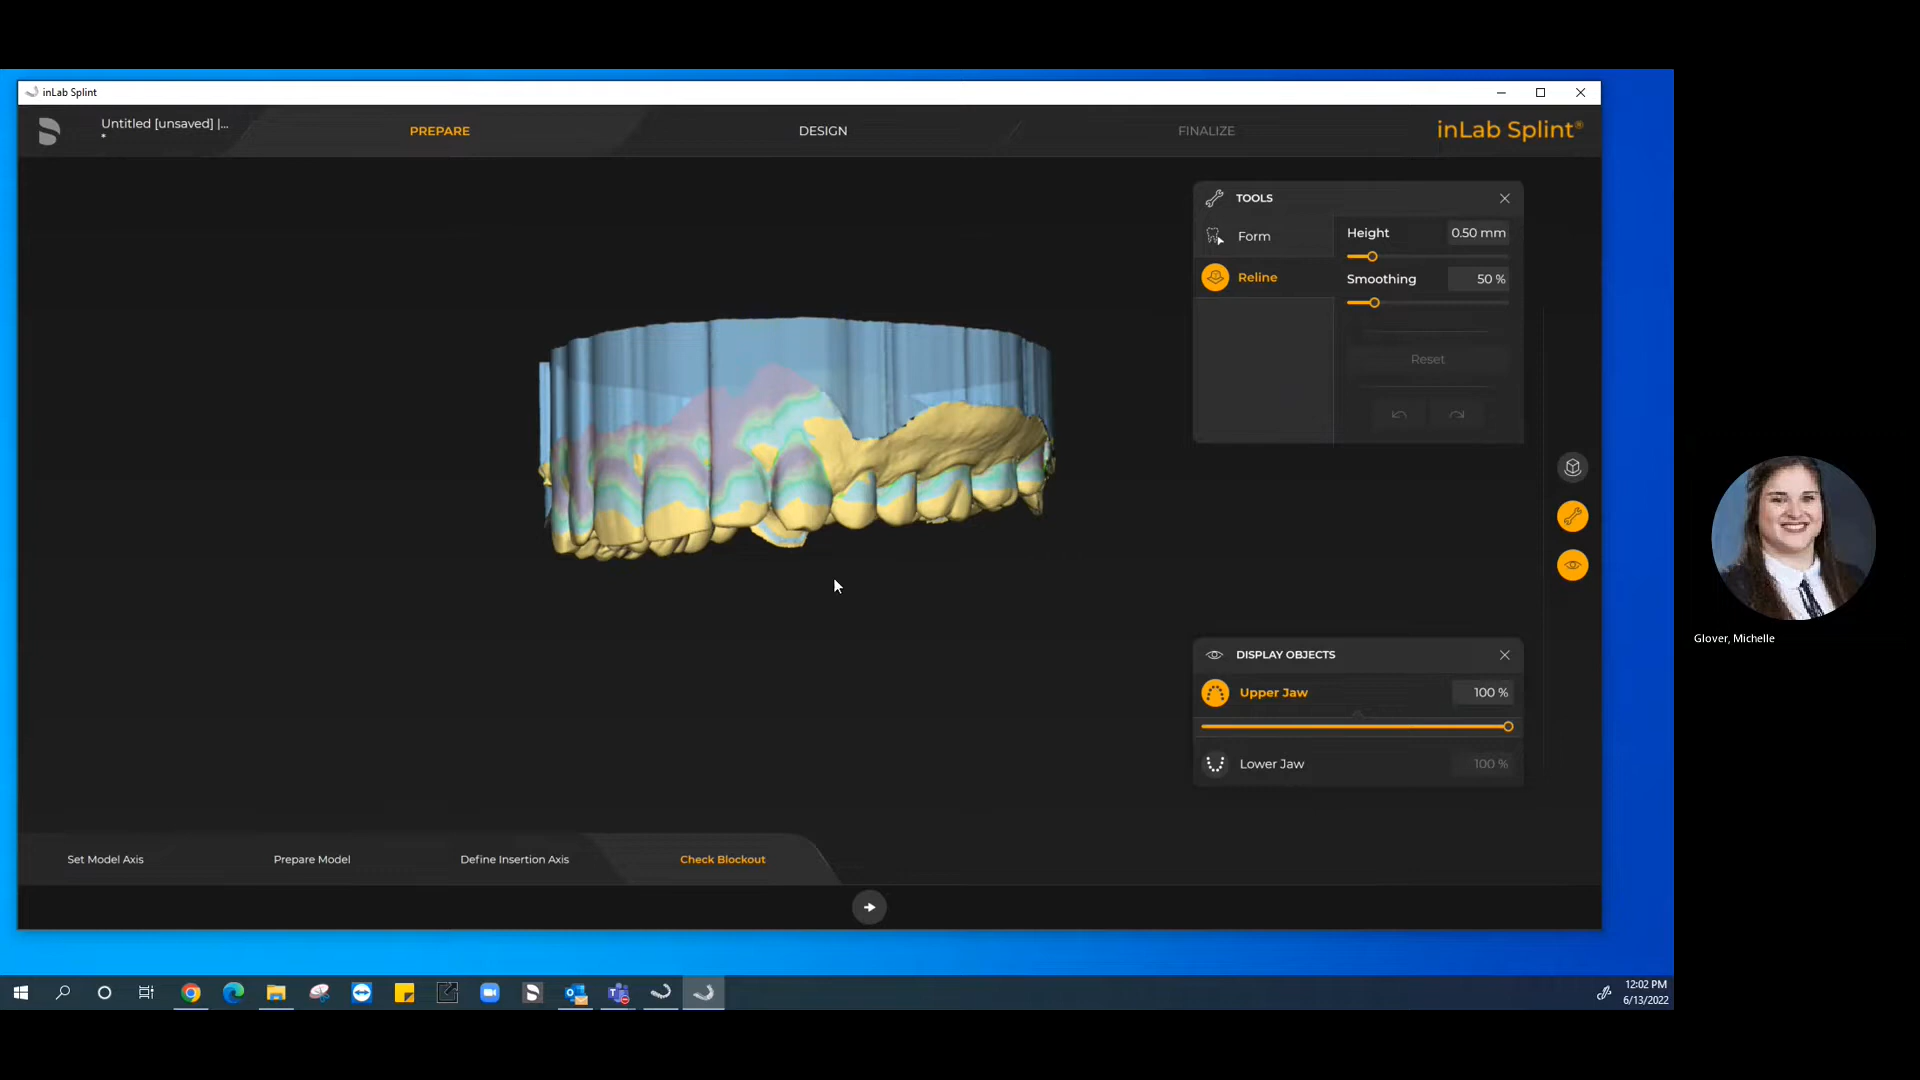 inLab Splint
Untitled [unsaved] |...
*
PREPARE
DESIGN
FINALIZE
inLab Splint®
TOOLS
Form
Height
0.50 mm
Reline
Smoothing
50 %
Reset
DISPLAY OBJECTS
Upper Jaw
100 %
Lower Jaw
100 %
Glover, Michelle
Set Model Axis
Prepare Model
Define Insertion Axis
Check Blockout
12:02 PM
6/13/2022